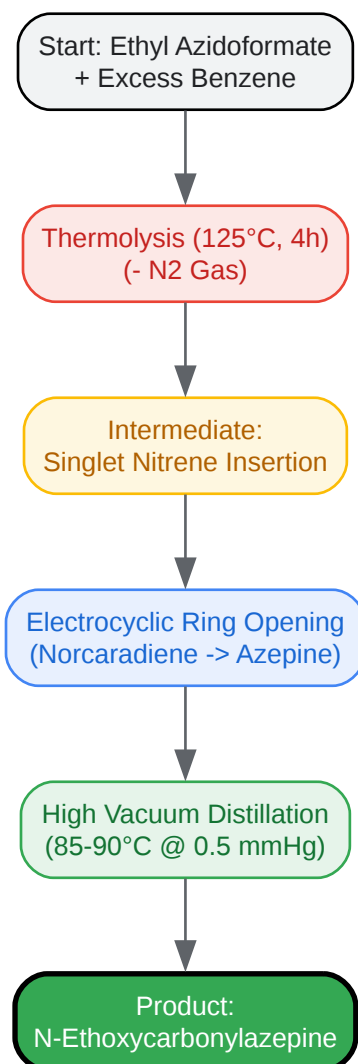 Start: Ethyl Azidoformate
+ Excess Benzene
Thermolysis (125°C, 4h)
(- N2 Gas)
Intermediate:
Singlet Nitrene Insertion
Electrocyclic Ring Opening
(Norcaradiene -> Azepine)
High Vacuum Distillation
(85-90°C @ 0.5 mmHg)
Product:
N-Ethoxycarbonylazepine